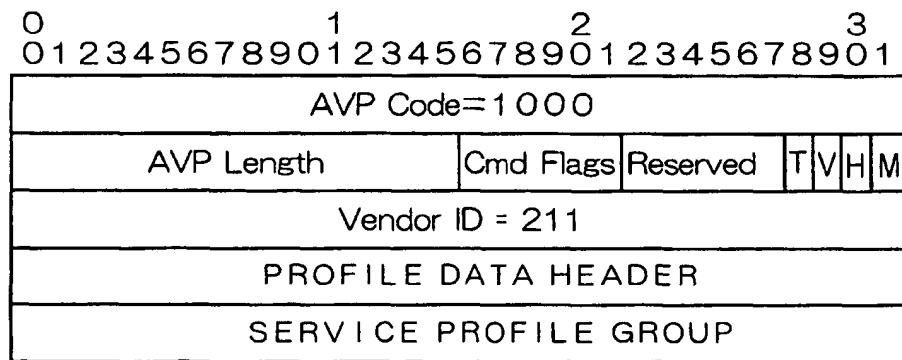 0 1 2 3
01234567890123456789012345678901
AVP Code=1000
AVP Length Cmd Flags Reserved T V H M
Vendor ID = 211
PROFILE DATA HEADER
SERVICE PROFILE GROUP